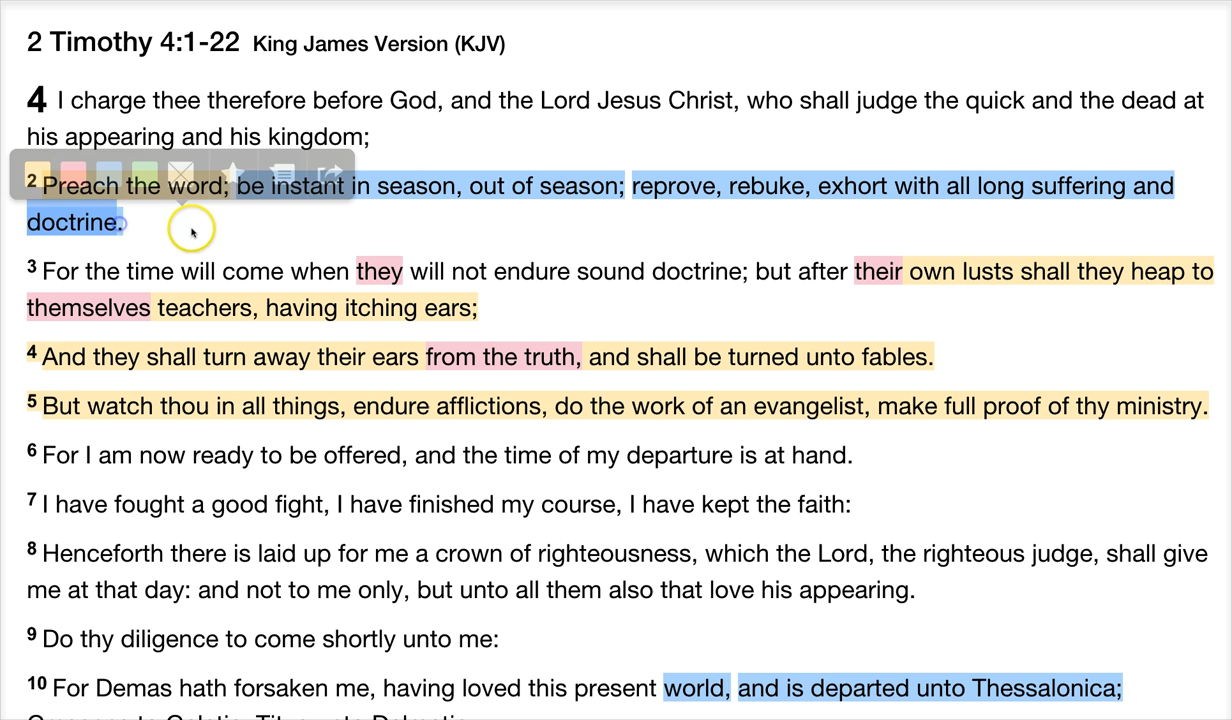 2 Timothy 4:1-22 King James Version (KJV)
4 I charge thee therefore before God, and the Lord Jesus Christ, who shall judge the quick and the dead at
his appearing and his kingdom;
2 Preach the word; be instant in season, out of season; reprove, rebuke, exhort with all long suffering and
doctrine.
3 For the time will come when they will not endure sound doctrine; but after their own lusts shall they heap to
themselves teachers, having itching ears;
4 And they shall turn away their ears from the truth, and shall be turned unto fables.
5 But watch thou in all things, endure afflictions, do the work of an evangelist, make full proof of thy ministry.
6 For I am now ready to be offered, and the time of my departure is at hand.
7 I have fought a good fight, I have finished my course, I have kept the faith:
8 Henceforth there is laid up for me a crown of righteousness, which the Lord, the righteous judge, shall give
me at that day: and not to me only, but unto all them also that love his appearing.
9 Do thy diligence to come shortly unto me:
10 For Demas hath forsaken me, having loved this present world, and is departed unto Thessalonica;